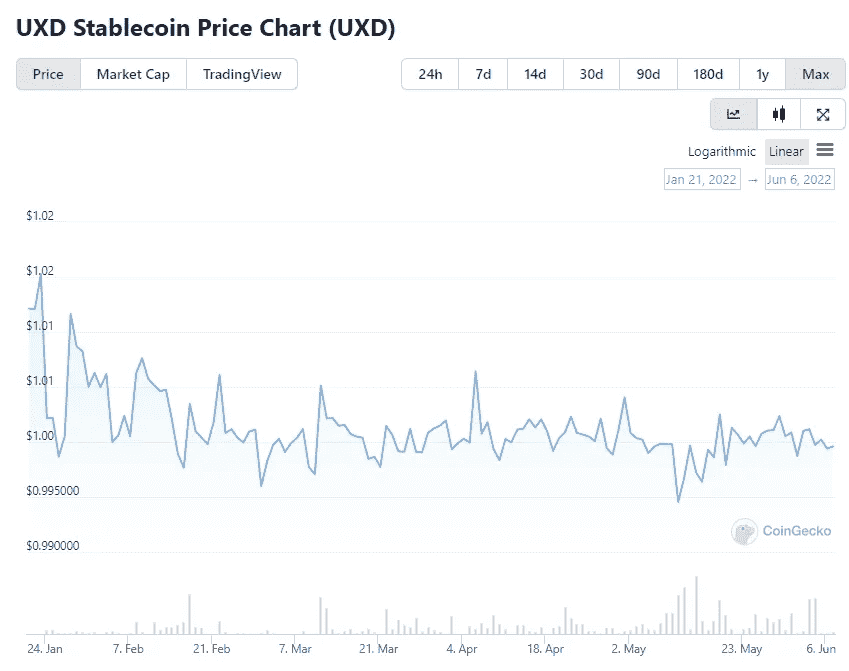 UXD Stablecoin Price Chart (UXD)
Price Market Cap TradingView 24h 7d 14d 30d 90d 180d 1y Max
Logarithmic Linear
Jan 21, 2022 → Jun 6, 2022
$1.02
$1.02
$1.01
$1.01
$1.00
$0.995000
$0.990000
CoinGecko
24. Jan 7. Feb 21. Feb 7. Mar 21. Mar 4. Apr 18. Apr 2. May 23. May 6. Jun